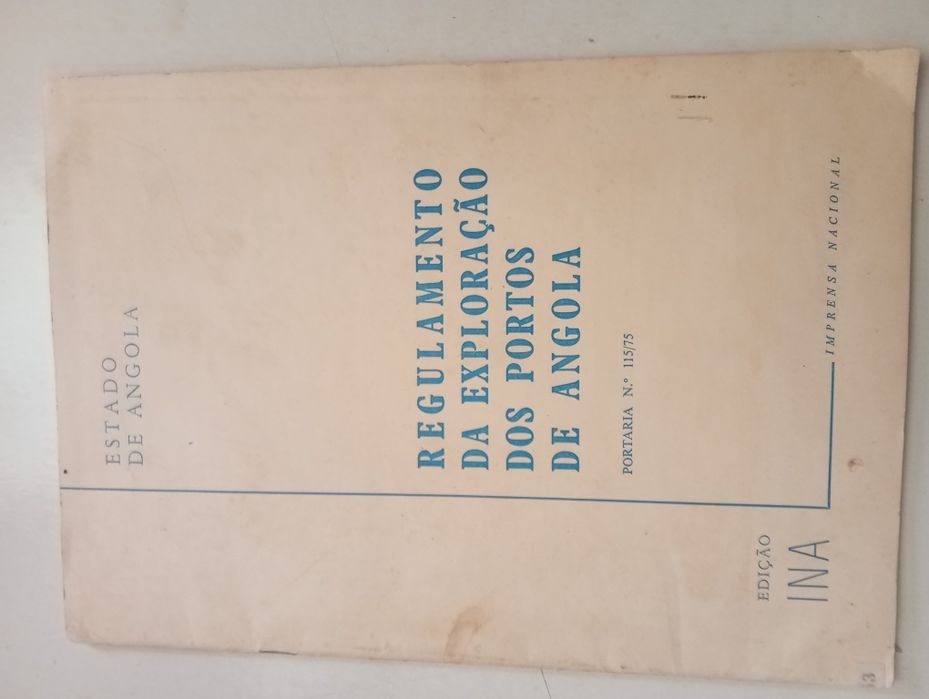 ESTADO
DE ANGOLA
REGULAMENTO
DA EXPLORAÇÃO
DOS PORTOS
DE ANGOLA
PORTARIA N.º 115/75
EDIÇÃO
INA
IMPRENSA NACIONAL